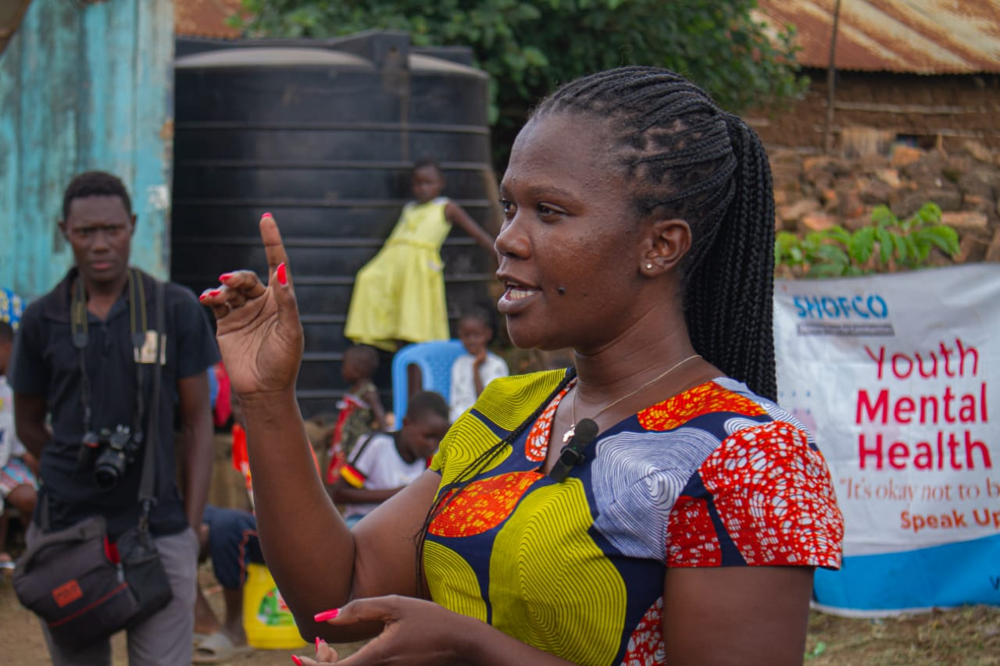 SHOFCO
Youth
Mental
Health
"It's okay not to b
Speak Up